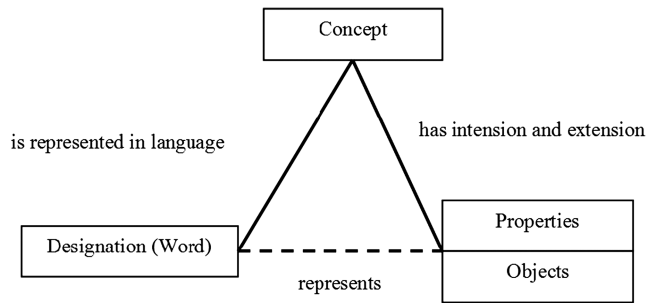 Concept
is represented in language
has intension and extension
Properties
Designation (Word)
Objects
represents